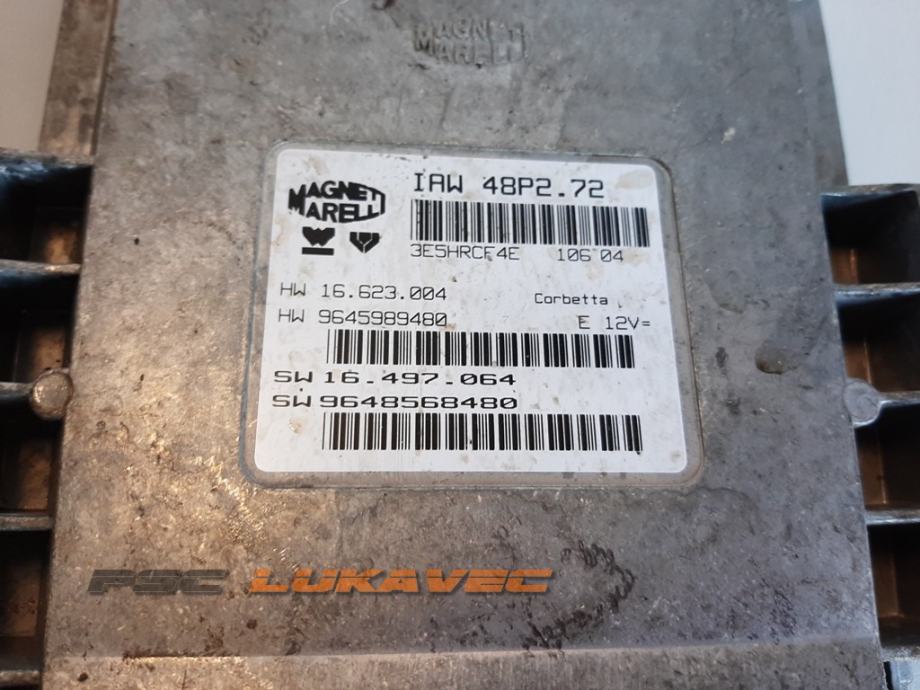 MAGNETI
MARELLI
MAGNETI
MARELLI
IAW 48P2.72
3E5HRCF4E 106 04
HW 16.623.004 Corbetta
HW 9645989480 E 12V=
SW 16.497.064
SW 9648568480
PSC LUKAVEC